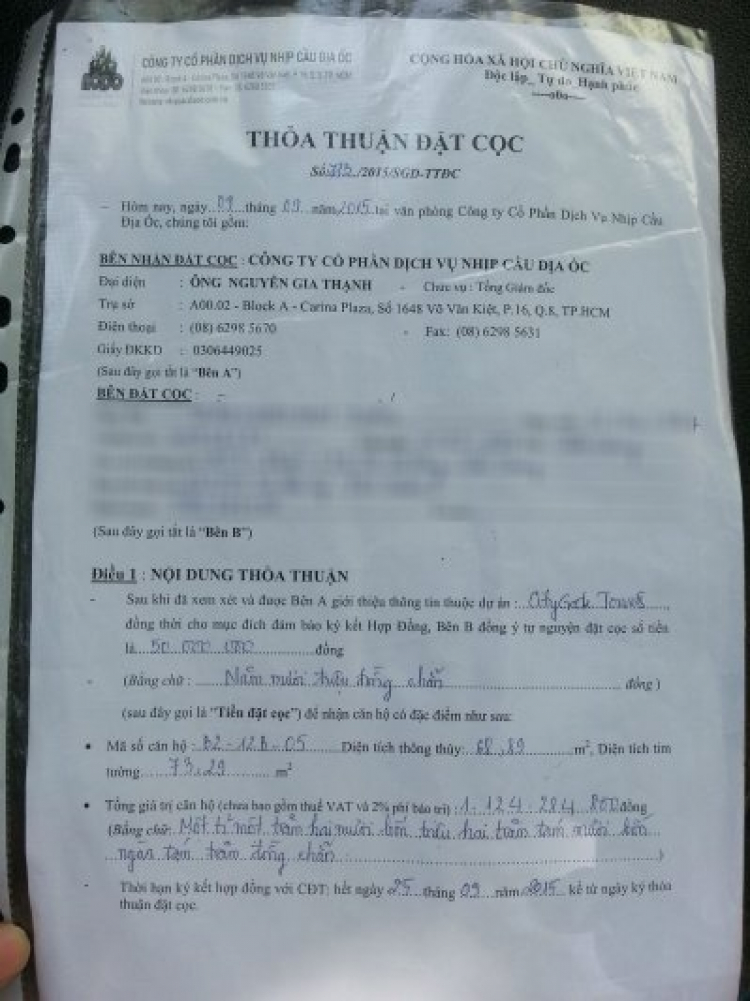 CÔNG TY CỔ PHẦN DỊCH VỤ NHỊP CẦU ĐỊA ỐC
CỘNG HÒA XÃ HỘI CHỦ NGHĨA VIỆT NAM
Độc lập_ Tự do_ Hạnh phúc
THỎA THUẬN ĐẶT CỌC
Số /2015/SGD-TTĐC
– Hôm nay, ngày 09 tháng 09 năm 2015 tại văn phòng Công ty Cổ Phần Dịch Vụ Nhịp Cầu
Địa Ốc, chúng tôi gồm:
BÊN NHẬN ĐẶT CỌC : CÔNG TY CỔ PHẦN DỊCH VỤ NHỊP CẦU ĐỊA ỐC
Đại diện : ÔNG NGUYỄN GIA THẠNH - Chức vụ : Tổng Giám đốc
Trụ sở : A00.02 - Block A - Carina Plaza, Số 1648 Võ Văn Kiệt, P.16, Q.8, TP.HCM
Điện thoại : (08) 6298 5670 - Fax: (08) 6298 5631
Giấy ĐKKD : 0306449025
(Sau đây gọi tắt là "Bên A")
BÊN ĐẶT CỌC :
(Sau đây gọi tắt là "Bên B")
Điều 1 : NỘI DUNG THỎA THUẬN
- Sau khi đã xem xét và được Bên A giới thiệu thông tin thuộc dự án : CityGate Towers
đồng thời cho mục đích đảm bảo ký kết Hợp Đồng, Bên B đồng ý tự nguyện đặt cọc số tiền
là 50 000 000 đồng
- (Bằng chữ : Năm mươi triệu đồng chẵn đồng )
(sau đây gọi là "Tiền đặt cọc") để nhận căn hộ có đặc điểm như sau:
• Mã số căn hộ : B2-12B-05 Diện tích thông thủy: 68,89 m², Diện tích tim
tường 73,29 m²
• Tổng giá trị căn hộ (chưa bao gồm thuế VAT và 2% phí bảo trì) : 1.124.284.800 đồng
(Bằng chữ: Một tỉ một trăm hai mươi bốn triệu hai trăm tám mươi bốn
ngàn tám trăm đồng chẵn )
- Thời hạn ký kết hợp đồng với CĐT: hết ngày 25 tháng 09 năm 2015 kể từ ngày ký thỏa
thuận đặt cọc.